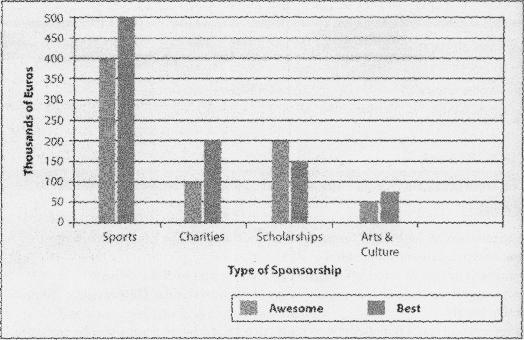 Thousands of Euros
500
450
400
350
300
250
200
150
100
50
0
Sports
Charities
Scholarships
Arts &
Culture
Type of Sponsorship
Awesome
Best